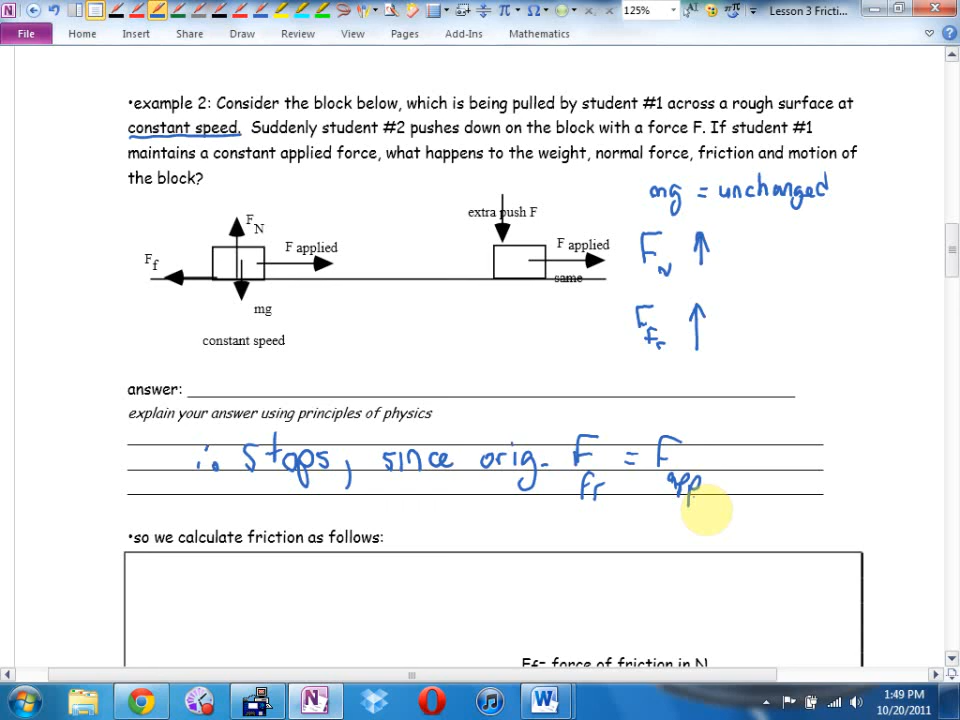 125% Lesson 3 Fricti...
File Home Insert Share Draw Review View Pages Add-Ins Mathematics
•example 2: Consider the block below, which is being pulled by student #1 across a rough surface at
constant speed. Suddenly student #2 pushes down on the block with a force F. If student #1
maintains a constant applied force, what happens to the weight, normal force, friction and motion of
the block?
mg = unchanged
extra push F
F N
F applied
F applied
F N ↑
F f
same
mg
F fr ↑
constant speed
answer:
explain your answer using principles of physics
∴ stops, since orig. F fr = F app
•so we calculate friction as follows:
Ff= force of friction in N
1:49 PM
10/20/2011